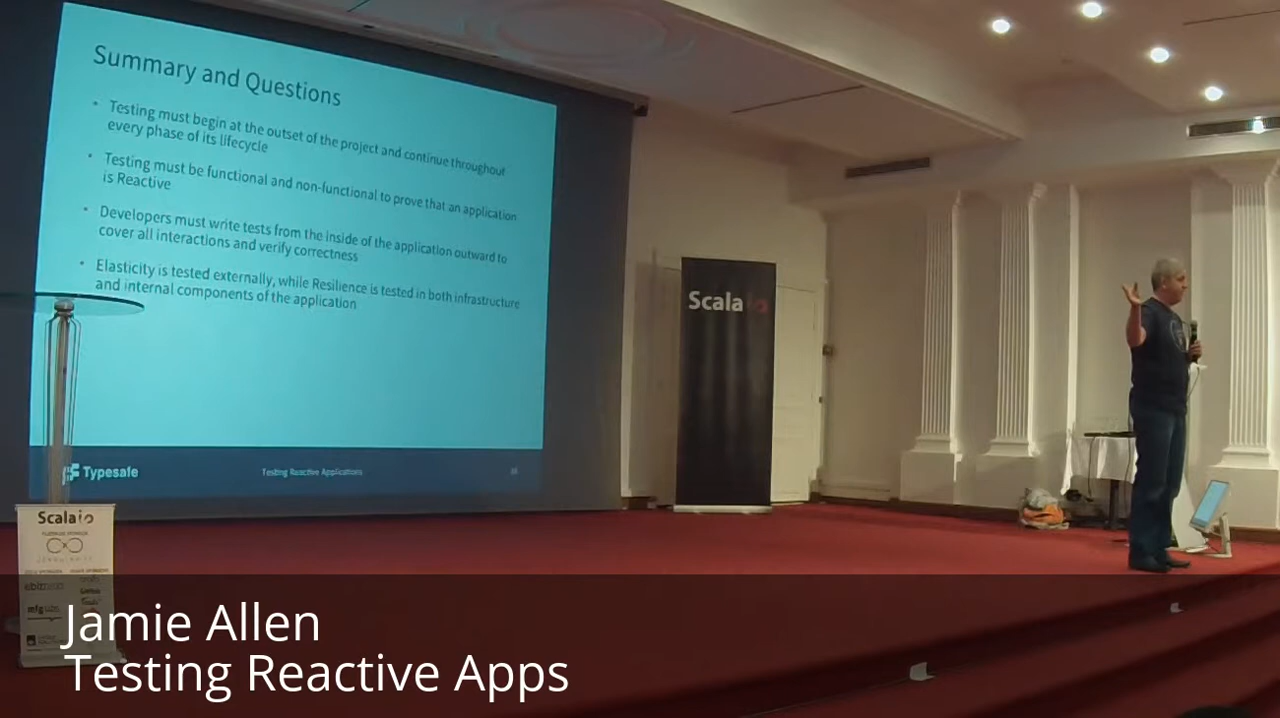 Summary and Questions
• Testing must begin at the outset of the project and continue throughout
every phase of its lifecycle
• Testing must be functional and non-functional to prove that an application
is Reactive
• Developers must write tests from the inside of the application outward to
cover all interactions and verify correctness
• Elasticity is tested externally, while Resilience is tested in both infrastructure
and internal components of the application
Typesafe
Testing Reactive Applications
Scala io
Scala io
mfg labs
Jamie Allen
Testing Reactive Apps